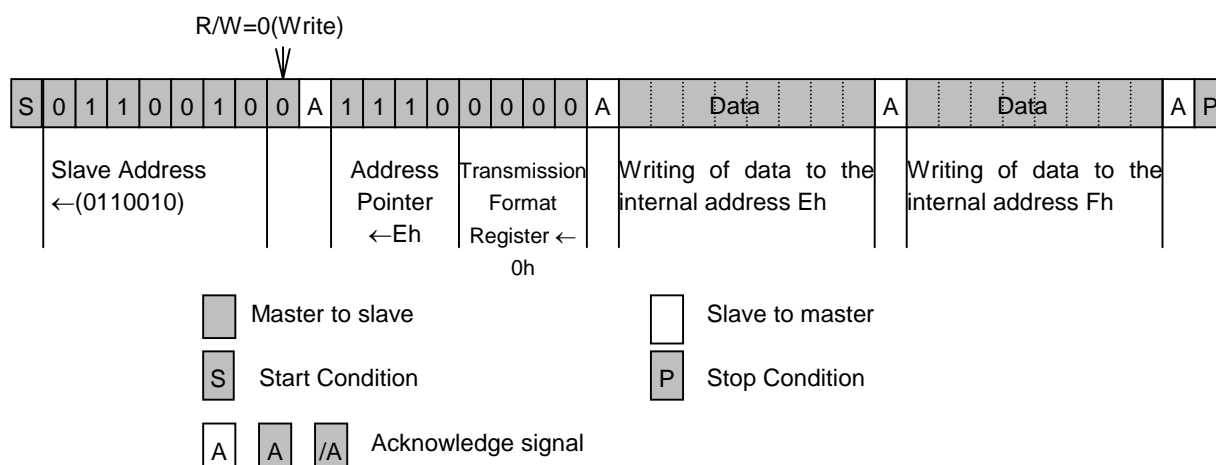 R/W=0(Write)
S 0 1 1 0 0 1 0 0 A 1 1 1 0 0 0 0 0 A Data A Data A P
Slave Address
←(0110010)
Address
Pointer
←Eh
Transmission
Format
Register ←
0h
Writing of data to the
internal address Eh
Writing of data to the
internal address Fh
Master to slave
Slave to master
S Start Condition
P Stop Condition
A A /A Acknowledge signal